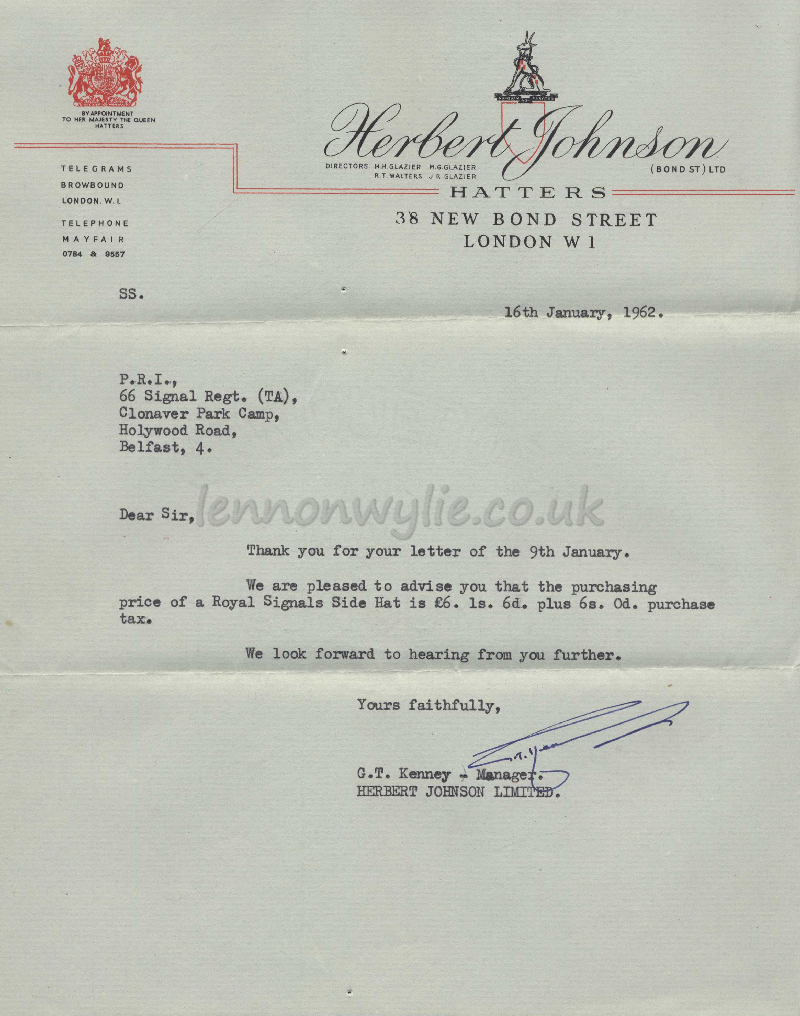 BY APPOINTMENT
TO HER MAJESTY THE QUEEN
HATTERS
Herbert Johnson
(BOND ST) LTD
DIRECTORS H.H.GLAZIER M.G.GLAZIER
R.T.WALTERS J.R.GLAZIER
HATTERS
38 NEW BOND STREET
LONDON W1
TELEGRAMS
BROWBOUND
LONDON. W.1.
TELEPHONE
MAYFAIR
0784 & 9557
SS.
16th January, 1962.
P.R.I.,
66 Signal Regt. (TA),
Clonaver Park Camp,
Holywood Road,
Belfast, 4.
lennonwylie.co.uk
Dear Sir,
Thank you for your letter of the 9th January.
We are pleased to advise you that the purchasing
price of a Royal Signals Side Hat is £6. 1s. 6d. plus 6s. 0d. purchase
tax.
We look forward to hearing from you further.
Yours faithfully,
G.T. Kenney - Manager.
HERBERT JOHNSON LIMITED.